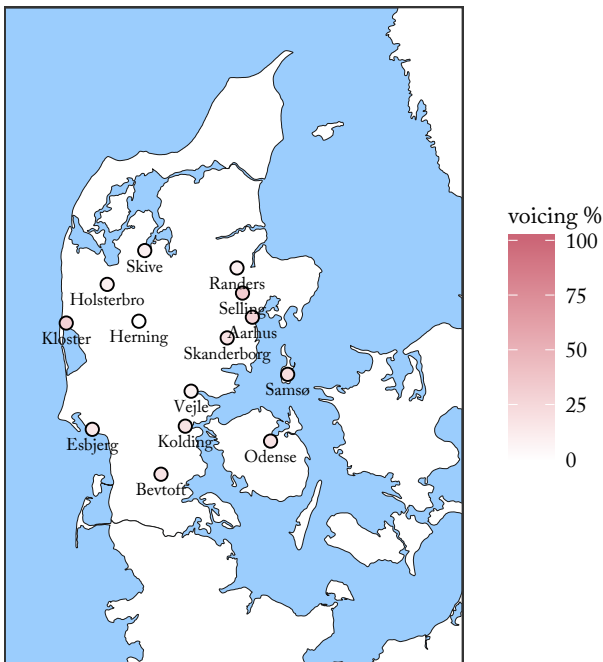 voicing %
100
75
50
25
0
Skive
Randers
Holsterbro
Selling
Aarhus
Kloster
Herning
Skanderborg
Samsø
Vejle
Kolding
Esbjerg
Odense
Bevtoft